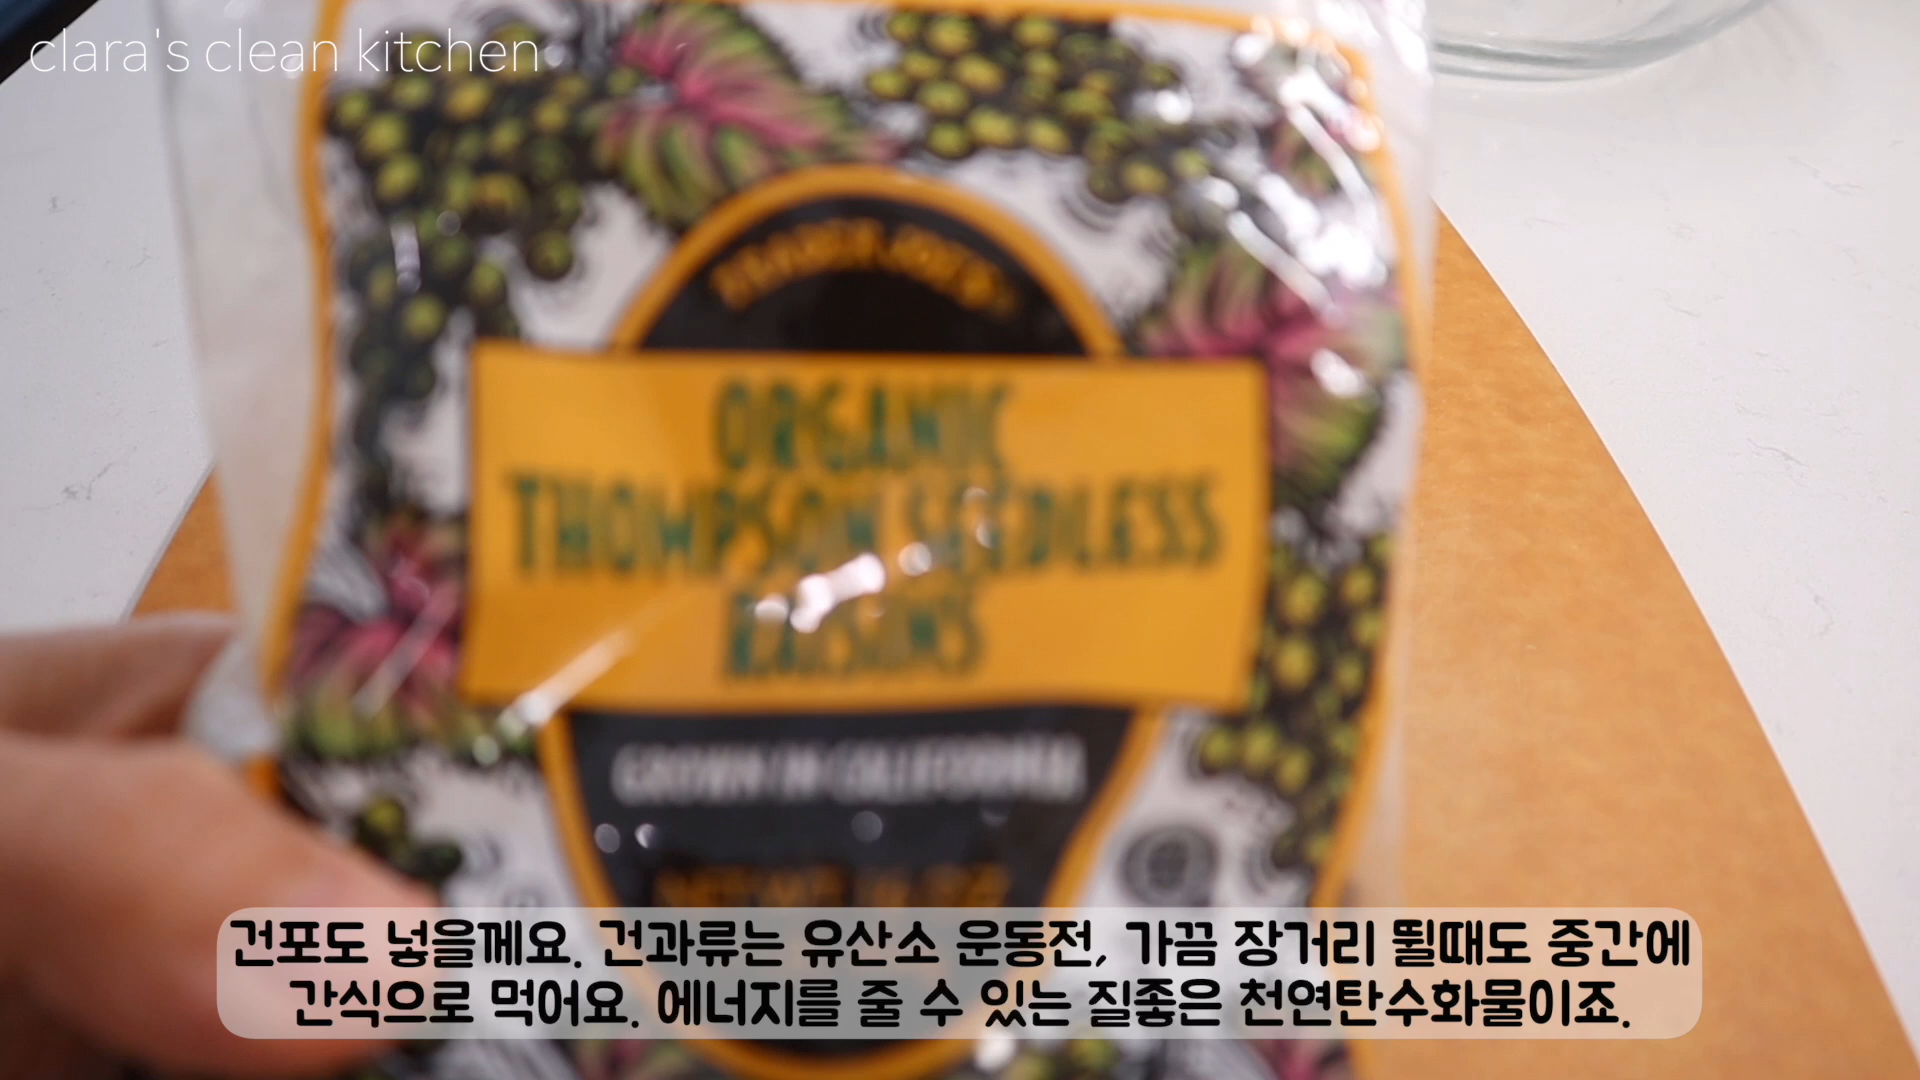 clara's clean kitchen
TRADER JOE'S
ORGANIC
THOMPSON SEEDLESS
RAISINS
GROWN IN CALIFORNIA
건포도 넣을께요. 건과류는 유산소 운동전, 가끔 장거리 뛸때도 중간에
간식으로 먹어요. 에너지를 줄 수 있는 질좋은 천연탄수화물이죠.